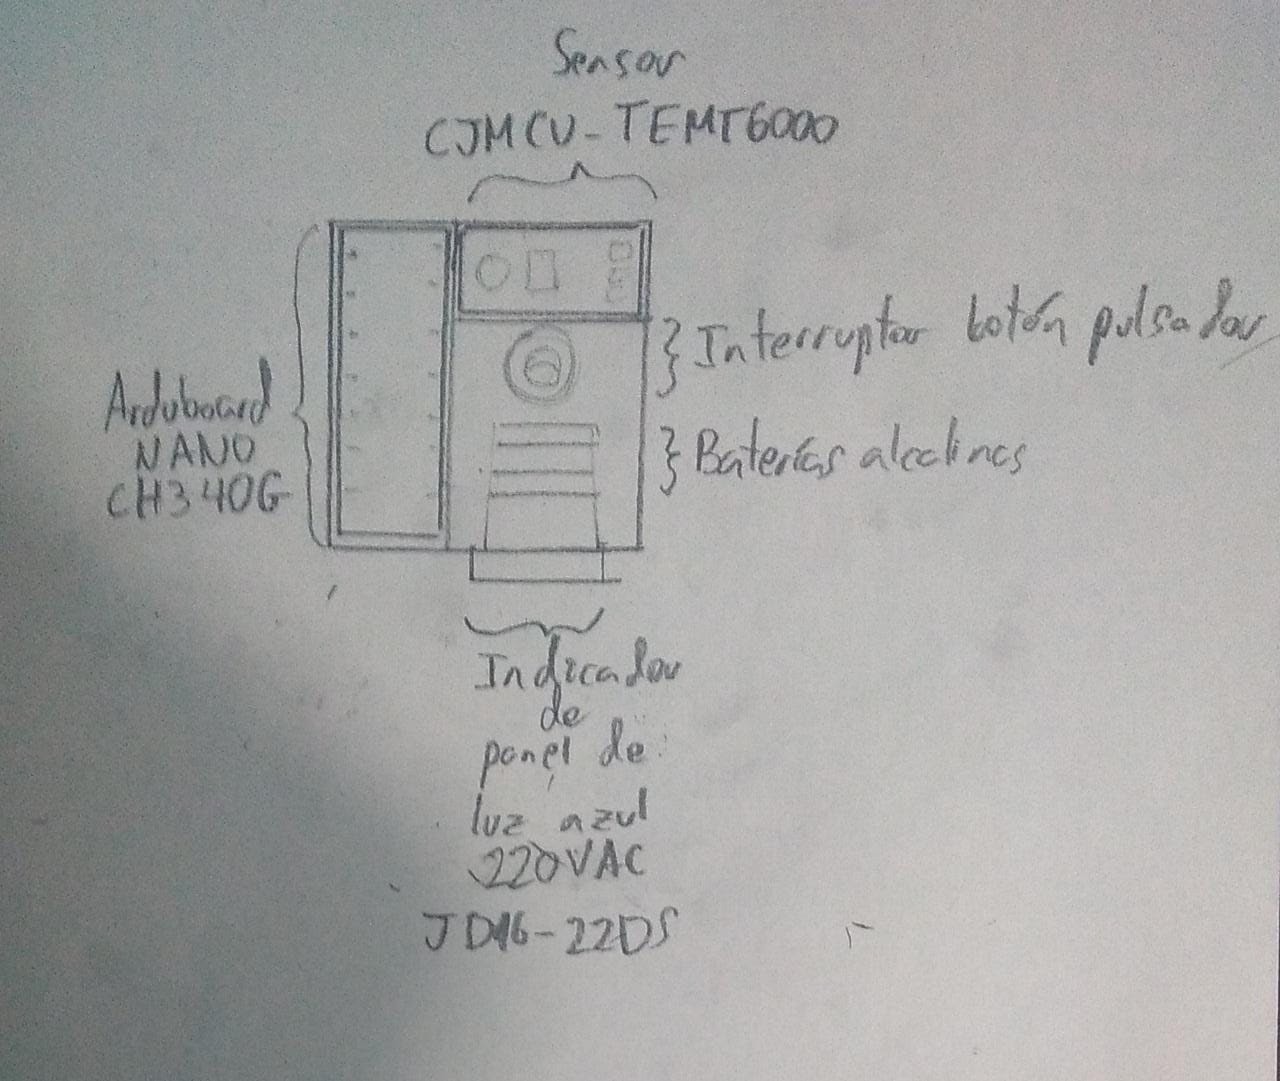 Sensor
CJMCU-TEMT6000
Interruptor botón pulsador
Arduboard
NANO
CH340G
Baterías alcalinas
Indicador
de
panel de
luz azul
220VAC
JD16-22DS